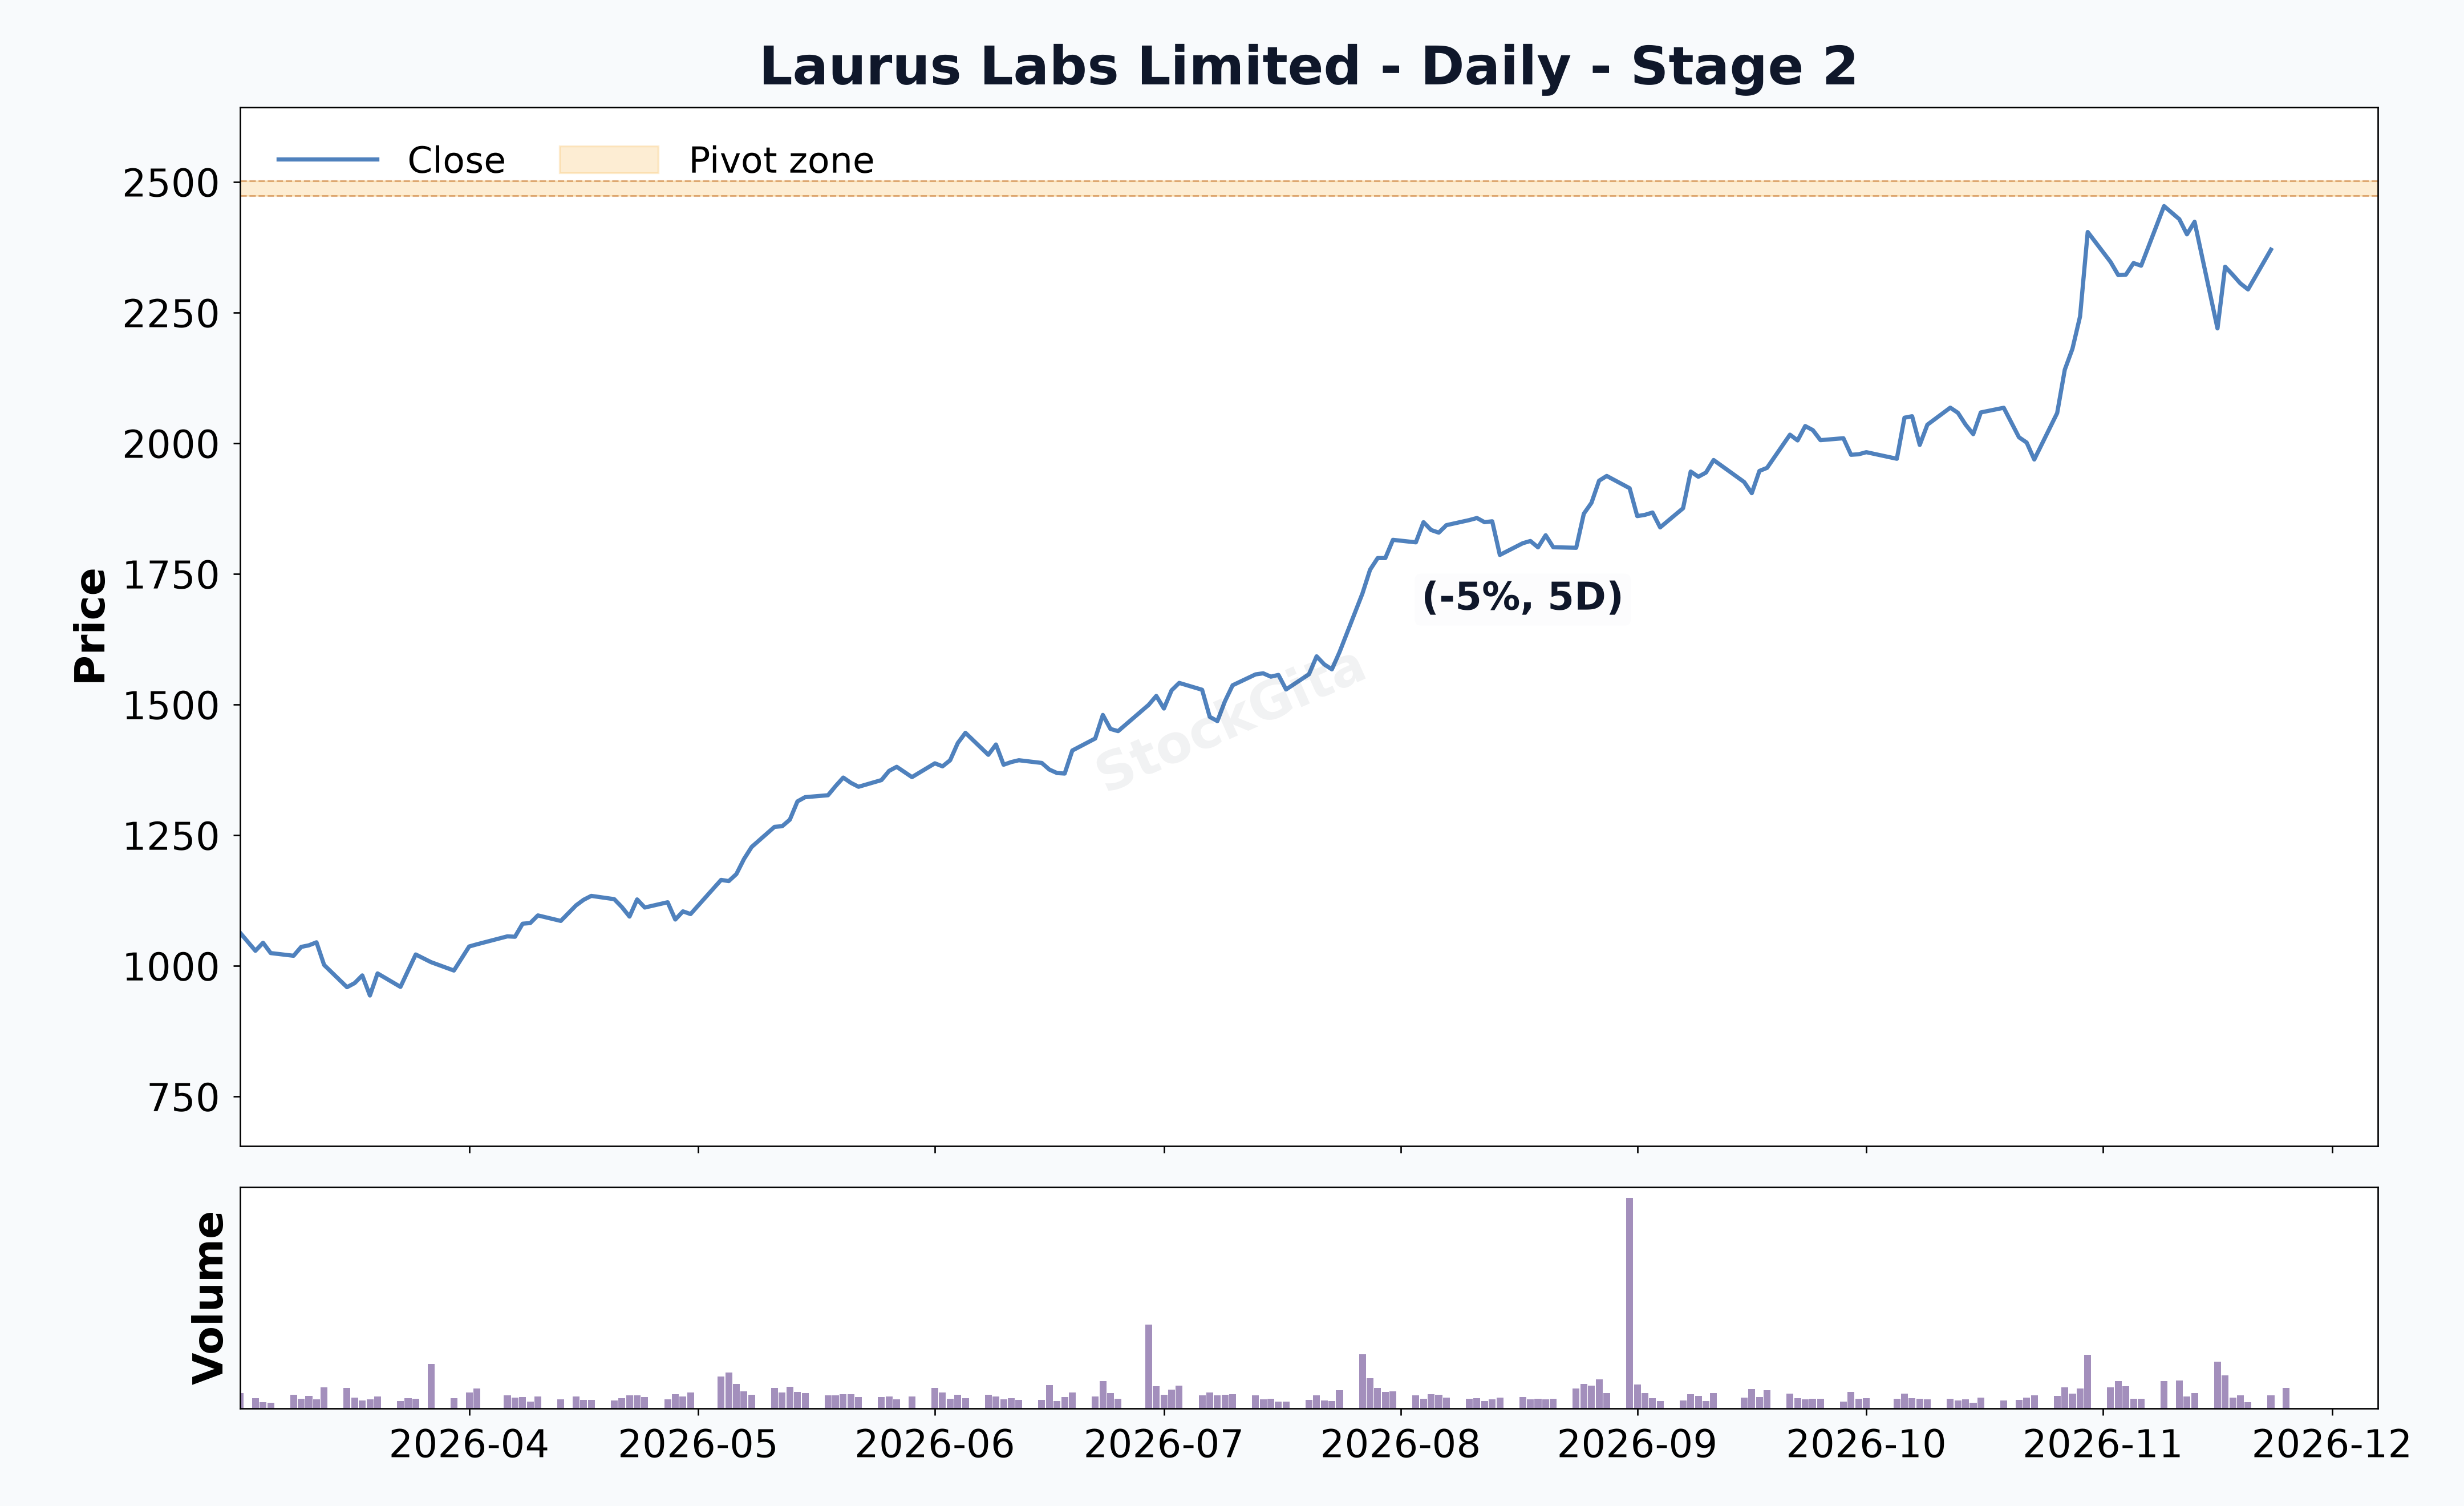 Laurus Labs Limited - Daily - Stage 2
Close
Pivot zone
2500
2250
2000
1750
1500
1250
1000
750
Price
(-5%, 5D)
StockGita
Volume
2026-04
2026-05
2026-06
2026-07
2026-08
2026-09
2026-10
2026-11
2026-12